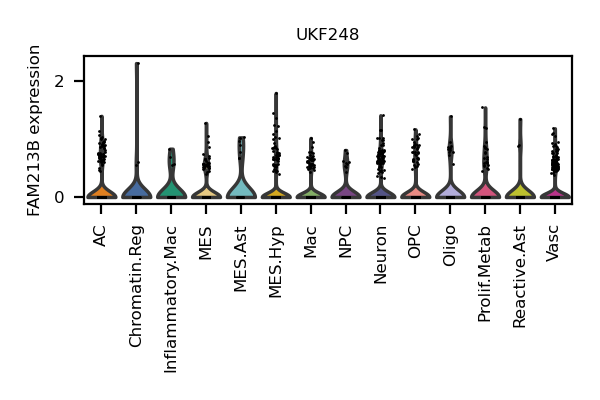 UKF248
FAM213B expression
2
0
AC
Chromatin.Reg
Inflammatory.Mac
MES
MES.Ast
MES.Hyp
Mac
NPC
Neuron
OPC
Oligo
Prolif.Metab
Reactive.Ast
Vasc